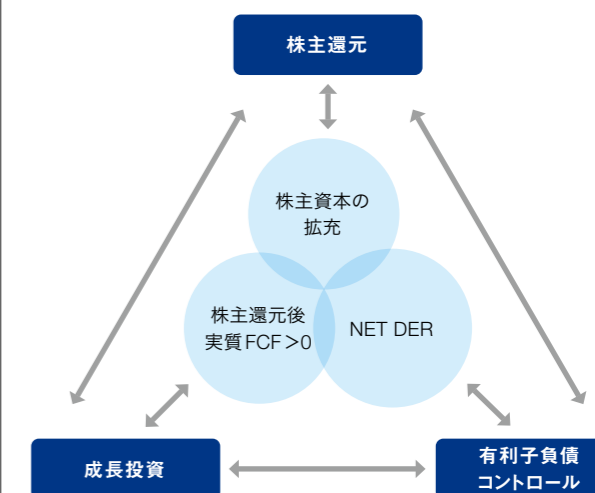 株主還元
株主資本の
拡充
株主還元後
実質FCF＞0
NET DER
成長投資
有利子負債
コントロール